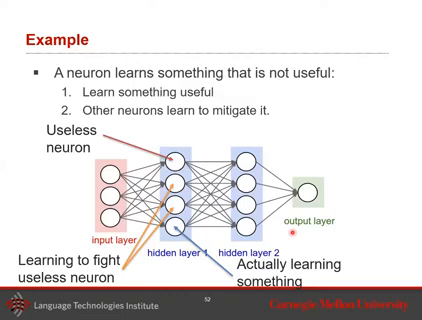 Example
A neuron learns something that is not useful:
1. Learn something useful
2. Other neurons learn to mitigate it.
Useless
neuron
input layer
hidden layer 1
hidden layer 2
output layer
Learning to fight
useless neuron
Actually learning
something
Language Technologies Institute
52
Carnegie Mellon University